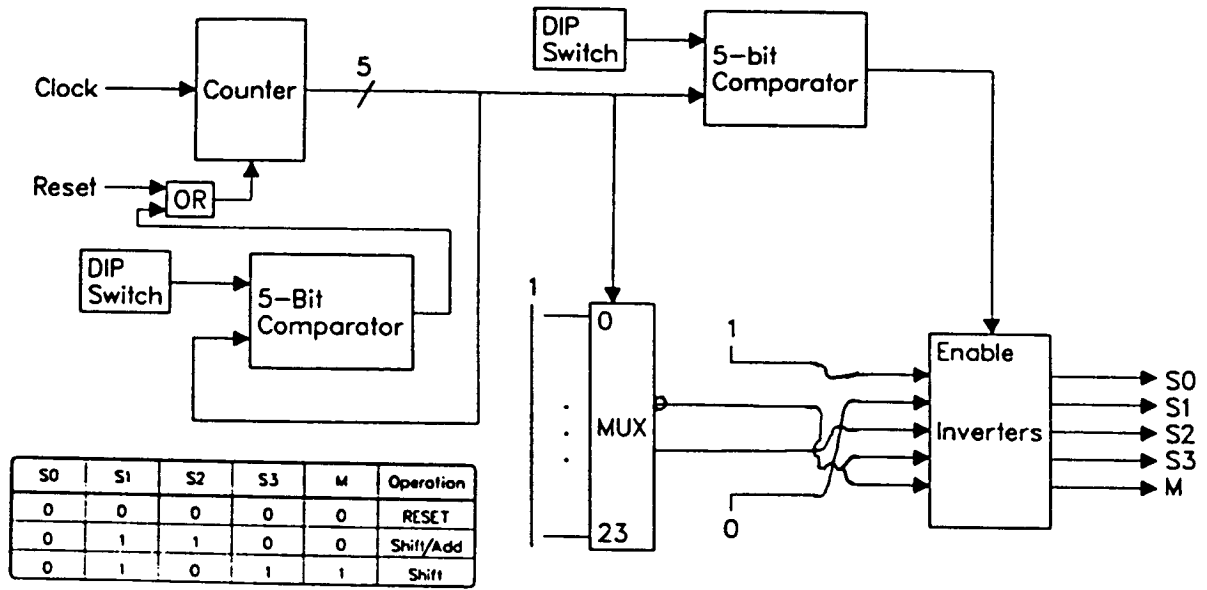 DIP
Switch
5-bit
Comparator
5
Clock
Counter
Reset
OR
DIP
Switch
5-Bit
Comparator
1
0
MUX
23
1
0
Enable
Inverters
S0
S1
S2
S3
M
S0 S1 S2 S3 M Operation
0 0 0 0 0 RESET
0 1 1 0 0 Shift/Add
0 1 0 1 1 Shift